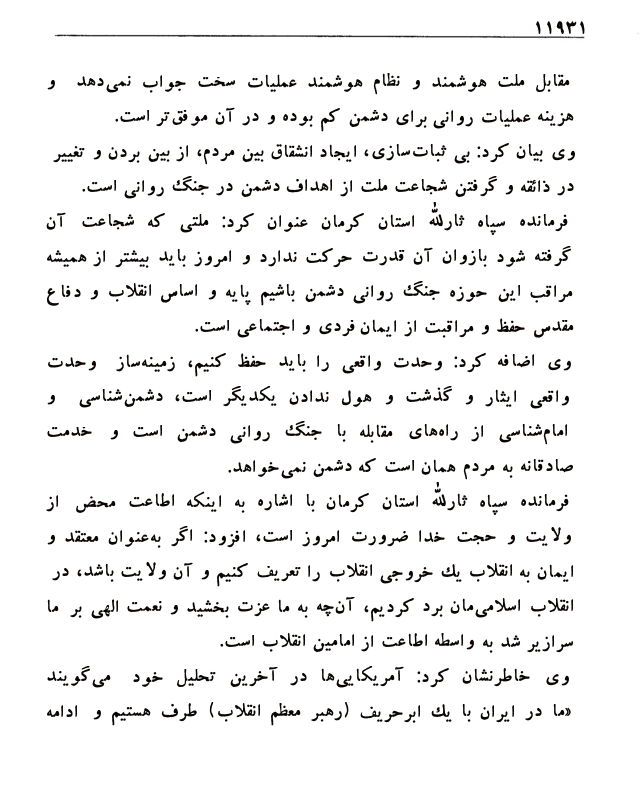 ۱۱۹۳۱
مقابل ملت هوشمند و نظام هوشمند عملیات سخت جواب نمی‌دهد و
هزینه عملیات روانی برای دشمن کم بوده و در آن موفق‌تر است.
وی بیان کرد: بی ثبات‌سازی، ایجاد انشقاق بین مردم، از بین بردن و تغییر
در ذائقه و گرفتن شجاعت ملت از اهداف دشمن در جنگ روانی است.
فرمانده سپاه ثارالله استان کرمان عنوان کرد: ملتی که شجاعت آن
گرفته شود بازوان آن قدرت حرکت ندارد و امروز باید بیشتر از همیشه
مراقب این حوزه جنگ روانی دشمن باشیم پایه و اساس انقلاب و دفاع
مقدس حفظ و مراقبت از ایمان فردی و اجتماعی است.
وی اضافه کرد: وحدت واقعی را باید حفظ کنیم، زمینه‌ساز وحدت
واقعی ایثار و گذشت و هول ندادن یکدیگر است، دشمن‌شناسی و
امام‌شناسی از راه‌های مقابله با جنگ روانی دشمن است و خدمت
صادقانه به مردم همان است که دشمن نمی‌خواهد.
فرمانده سپاه ثارالله استان کرمان با اشاره به اینکه اطاعت محض از
ولایت و حجت خدا ضرورت امروز است، افزود: اگر به‌عنوان معتقد و
ایمان به انقلاب یك خروجی انقلاب را تعریف کنیم و آن ولایت باشد، در
انقلاب اسلامی‌مان برد کردیم، آن‌چه به ما عزت بخشید و نعمت الهی بر ما
سرازیر شد به واسطه اطاعت از امامین انقلاب است.
وی خاطرنشان کرد: آمریکایی‌ها در آخرین تحلیل خود می‌گویند
«ما در ایران با یك ابرحریف (رهبر معظم انقلاب) طرف هستیم و ادامه